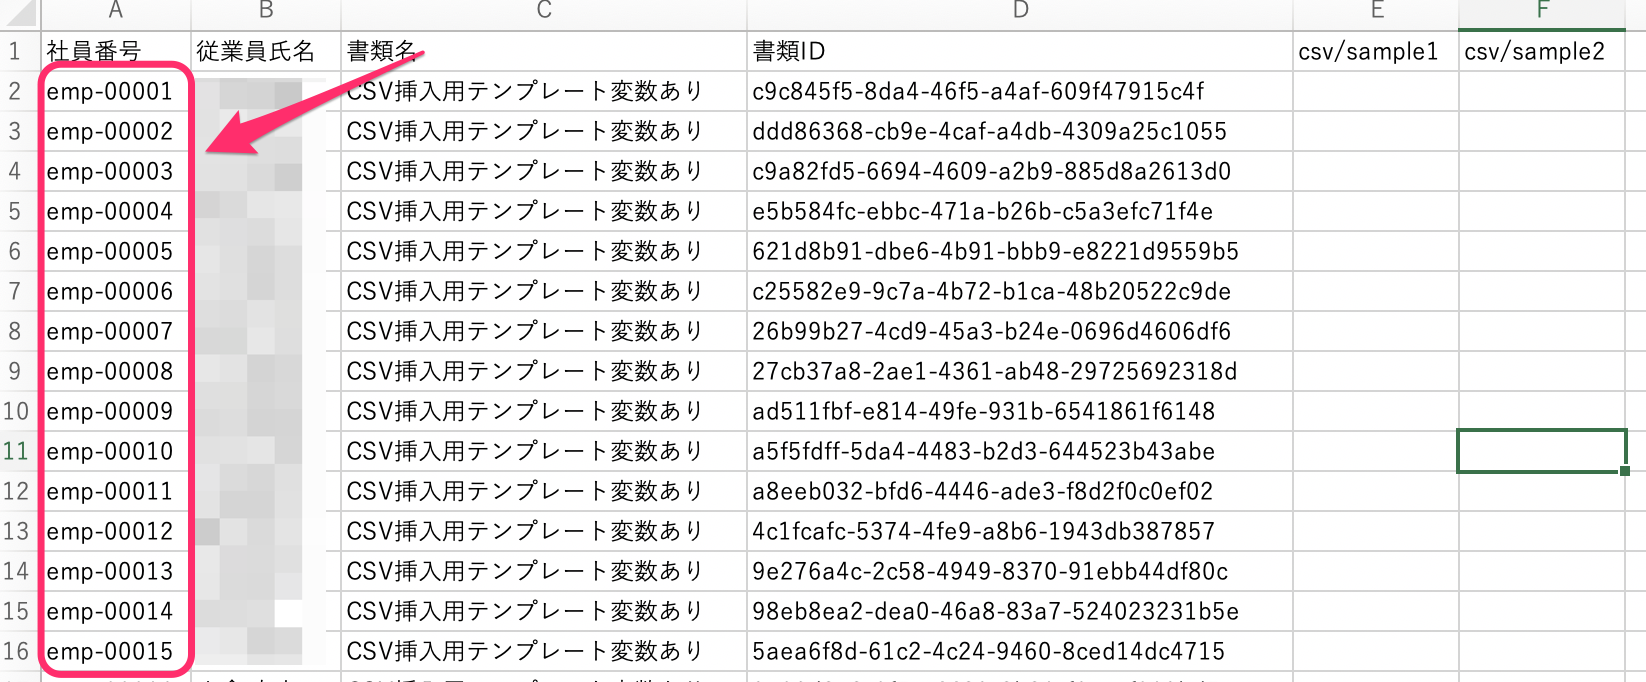 A B C D E F
1 社員番号 従業員氏名 書類名 書類ID csv/sample1 csv/sample2
2 emp-00001 CSV挿入用テンプレート変数あり c9c845f5-8da4-46f5-a4af-609f47915c4f
3 emp-00002 CSV挿入用テンプレート変数あり ddd86368-cb9e-4caf-a4db-4309a25c1055
4 emp-00003 CSV挿入用テンプレート変数あり c9a82fd5-6694-4609-a2b9-885d8a2613d0
5 emp-00004 CSV挿入用テンプレート変数あり e5b584fc-ebbc-471a-b26b-c5a3efc71f4e
6 emp-00005 CSV挿入用テンプレート変数あり 621d8b91-dbe6-4b91-bbb9-e8221d9559b5
7 emp-00006 CSV挿入用テンプレート変数あり c25582e9-9c7a-4b72-b1ca-48b20522c9de
8 emp-00007 CSV挿入用テンプレート変数あり 26b99b27-4cd9-45a3-b24e-0696d4606df6
9 emp-00008 CSV挿入用テンプレート変数あり 27cb37a8-2ae1-4361-ab48-29725692318d
10 emp-00009 CSV挿入用テンプレート変数あり ad511fbf-e814-49fe-931b-6541861f6148
11 emp-00010 CSV挿入用テンプレート変数あり a5f5fdff-5da4-4483-b2d3-644523b43abe
12 emp-00011 CSV挿入用テンプレート変数あり a8eeb032-bfd6-4446-ade3-f8d2f0c0ef02
13 emp-00012 CSV挿入用テンプレート変数あり 4c1fcafc-5374-4fe9-a8b6-1943db387857
14 emp-00013 CSV挿入用テンプレート変数あり 9e276a4c-2c58-4949-8370-91ebb44df80c
15 emp-00014 CSV挿入用テンプレート変数あり 98eb8ea2-dea0-46a8-83a7-524023231b5e
16 emp-00015 CSV挿入用テンプレート変数あり 5aea6f8d-61c2-4c24-9460-8ced14dc4715